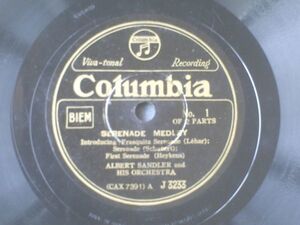 Viva-tonal Recording
Columbia
No. 1
OF 2 PARTS
BIEM
SERENADE MEDLEY
Introducing "Frasquita Serenade (Léhar);
Serenade (Schubert)
First Serenade (Heykens)
ALBERT SANDLER and
HIS ORCHESTRA
(CAX 7391) A J 3233